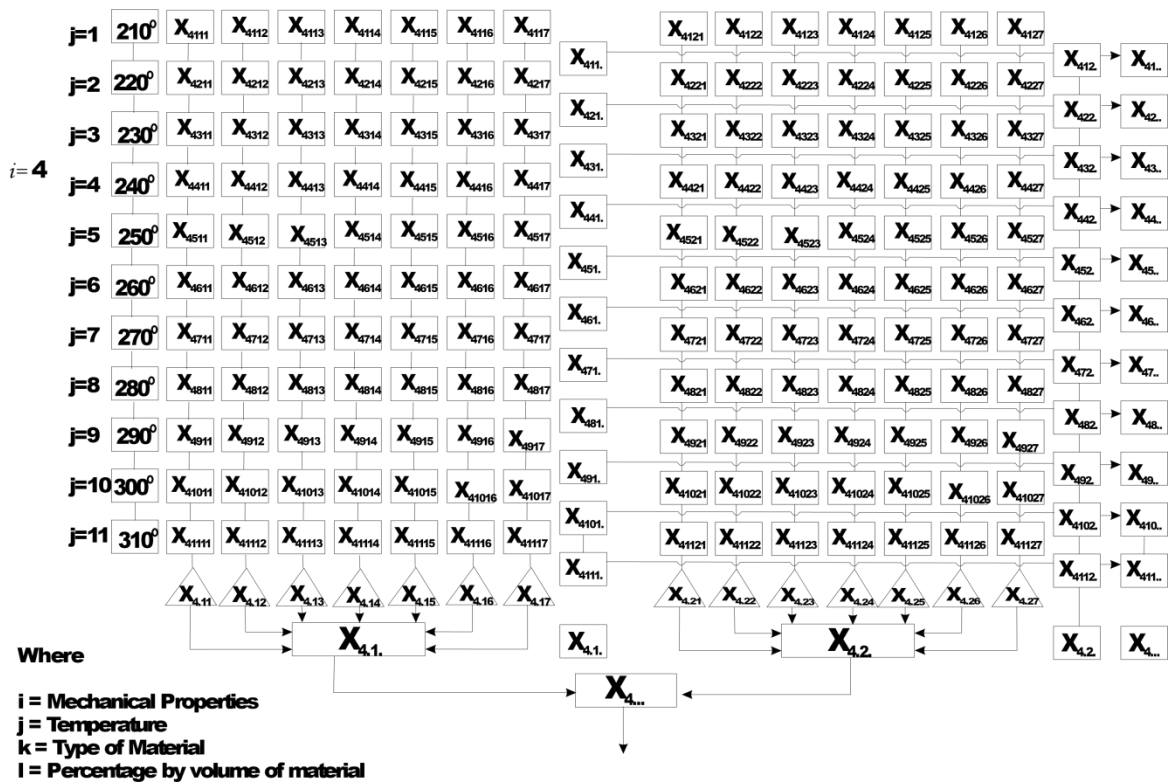 j=1 210⁰ X4111 X4112 X4113 X4114 X4115 X4116 X4117 X4121 X4122 X4123 X4124 X4125 X4126 X4127
X411. X412. X41..
j=2 220⁰ X4211 X4212 X4213 X4214 X4215 X4216 X4217 X4221 X4222 X4223 X4224 X4225 X4226 X4227
X421. X422. X42..
j=3 230⁰ X4311 X4312 X4313 X4314 X4315 X4316 X4317 X4321 X4322 X4323 X4324 X4325 X4326 X4327
X431. X432. X43..
i= 4
j=4 240⁰ X4411 X4412 X4413 X4414 X4415 X4416 X4417 X4421 X4422 X4423 X4424 X4425 X4426 X4427
X441. X442. X44..
j=5 250⁰ X4511 X4512 X4513 X4514 X4515 X4516 X4517 X4521 X4522 X4523 X4524 X4525 X4526 X4527
X451. X452. X45..
j=6 260⁰ X4611 X4612 X4613 X4614 X4615 X4616 X4617 X4621 X4622 X4623 X4624 X4625 X4626 X4627
X461. X462. X46..
j=7 270⁰ X4711 X4712 X4713 X4714 X4715 X4716 X4717 X4721 X4722 X4723 X4724 X4725 X4726 X4727
X471. X472. X47..
j=8 280⁰ X4811 X4812 X4813 X4814 X4815 X4816 X4817 X4821 X4822 X4823 X4824 X4825 X4826 X4827
X481. X482. X48..
j=9 290⁰ X4911 X4912 X4913 X4914 X4915 X4916 X4917 X4921 X4922 X4923 X4924 X4925 X4926 X4927
X491. X492. X49..
j=10 300⁰ X41011 X41012 X41013 X41014 X41015 X41016 X41017 X41021 X41022 X41023 X41024 X41025 X41026 X41027
X4101. X4102. X410..
j=11 310⁰ X41111 X41112 X41113 X41114 X41115 X41116 X41117 X41121 X41122 X41123 X41124 X41125 X41126 X41127
X4111. X4112. X411..
X4.11 X4.12 X4.13 X4.14 X4.15 X4.16 X4.17 X4.21 X4.22 X4.23 X4.24 X4.25 X4.26 X4.27
X4.1. X4.1. X4.2. X4.2. X4...
X4...
Where
i = Mechanical Properties
j = Temperature
k = Type of Material
l = Percentage by volume of material